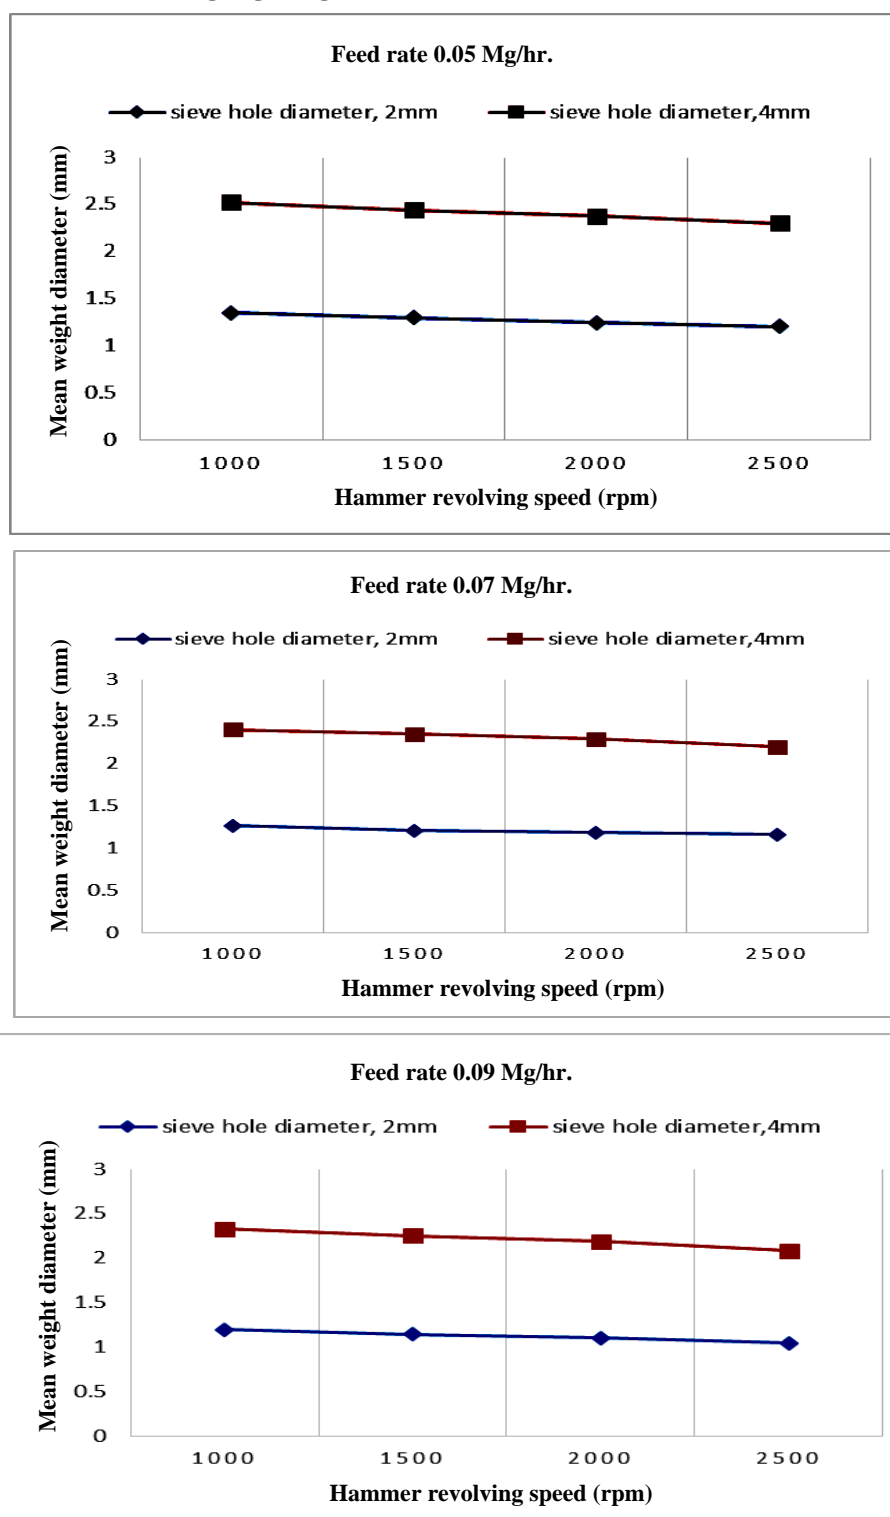 Feed rate 0.05 Mg/hr.
sieve hole diameter, 2mm sieve hole diameter,4mm
Mean weight diameter (mm)
3
2.5
2
1.5
1
0.5
0
1000 1500 2000 2500
Hammer revolving speed (rpm)
Feed rate 0.07 Mg/hr.
sieve hole diameter, 2mm sieve hole diameter,4mm
Mean weight diameter (mm)
3
2.5
2
1.5
1
0.5
0
1000 1500 2000 2500
Hammer revolving speed (rpm)
Feed rate 0.09 Mg/hr.
sieve hole diameter, 2mm sieve hole diameter,4mm
Mean weight diameter (mm)
3
2.5
2
1.5
1
0.5
0
1000 1500 2000 2500
Hammer revolving speed (rpm)